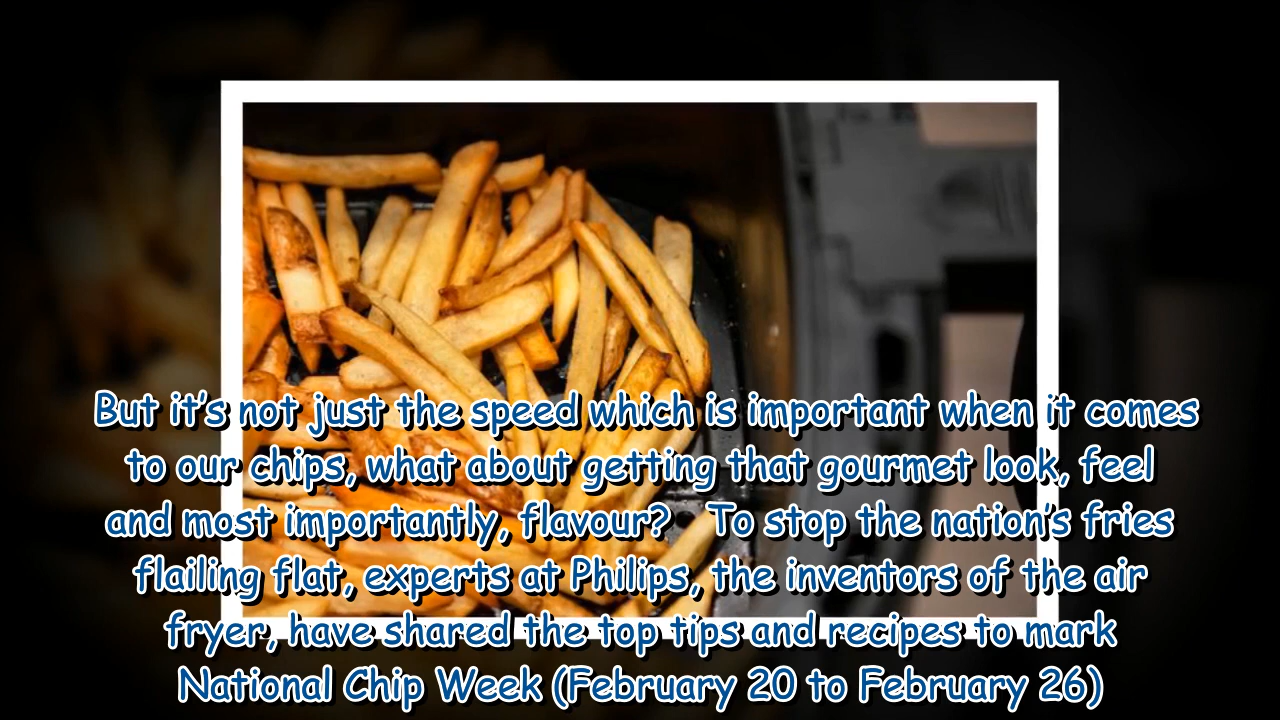 But it's not just the speed which is important when it comes
to our chips, what about getting that gourmet look, feel
and most importantly, flavour?   To stop the nation's fries
flailing flat, experts at Philips, the inventors of the air
fryer, have shared the top tips and recipes to mark
National Chip Week (February 20 to February 26)